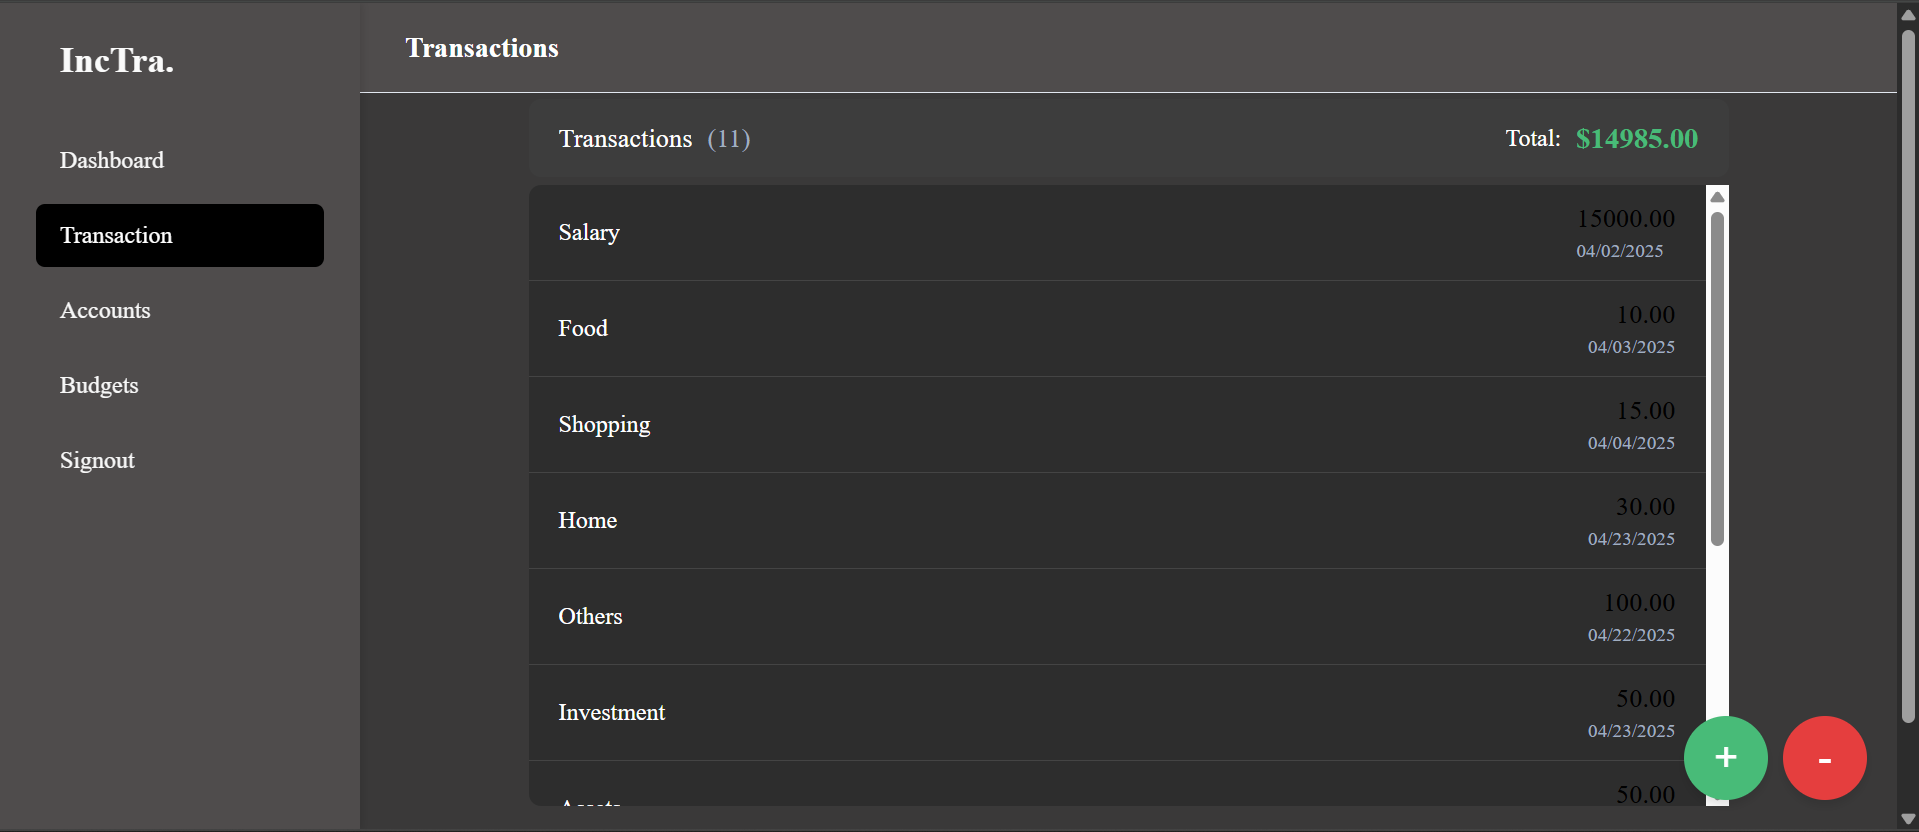 IncTra.
Dashboard
Transaction
Accounts
Budgets
Signout
Transactions
Transactions (11) Total: $14985.00
Salary 15000.00
04/02/2025
Food 10.00
04/03/2025
Shopping 15.00
04/04/2025
Home 30.00
04/23/2025
Others 100.00
04/22/2025
Investment 50.00
04/23/2025
Assets 50.00
+ -